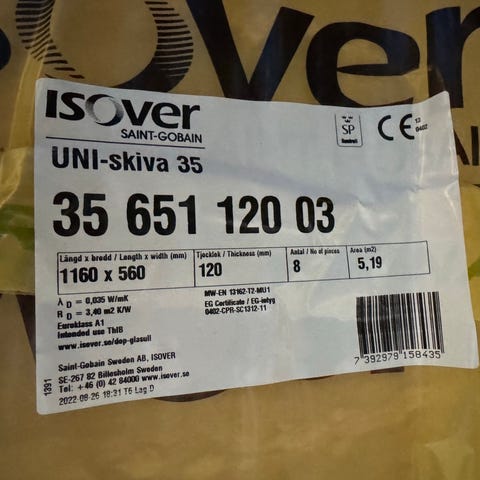 isover
ISOVER
SAINT-GOBAIN
SP
CE
13
0402
UNI-skiva 35
35 651 120 03
Längd x bredd / Length x width (mm)
Tjocklek / Thickness (mm)
Antal / No of pieces
Area (m2)
1160 x 560
120
8
5,19
λ D = 0,035 W/mK
R D = 3,40 m2 K/W
Euroklass A1
Intended use ThIB
www.isover.se/dop-glasull
MW-EN 13162-T2-MU1
EG Certificate / EG-intyg
0402-CPR-SC1312-11
Saint-Gobain Sweden AB, ISOVER
SE-267 82 Billesholm Sweden
Tel: +46 (0) 42 84000 www.isover.se
2022-08-26 18:31 T6 Lag D
1391
7 392979 158435